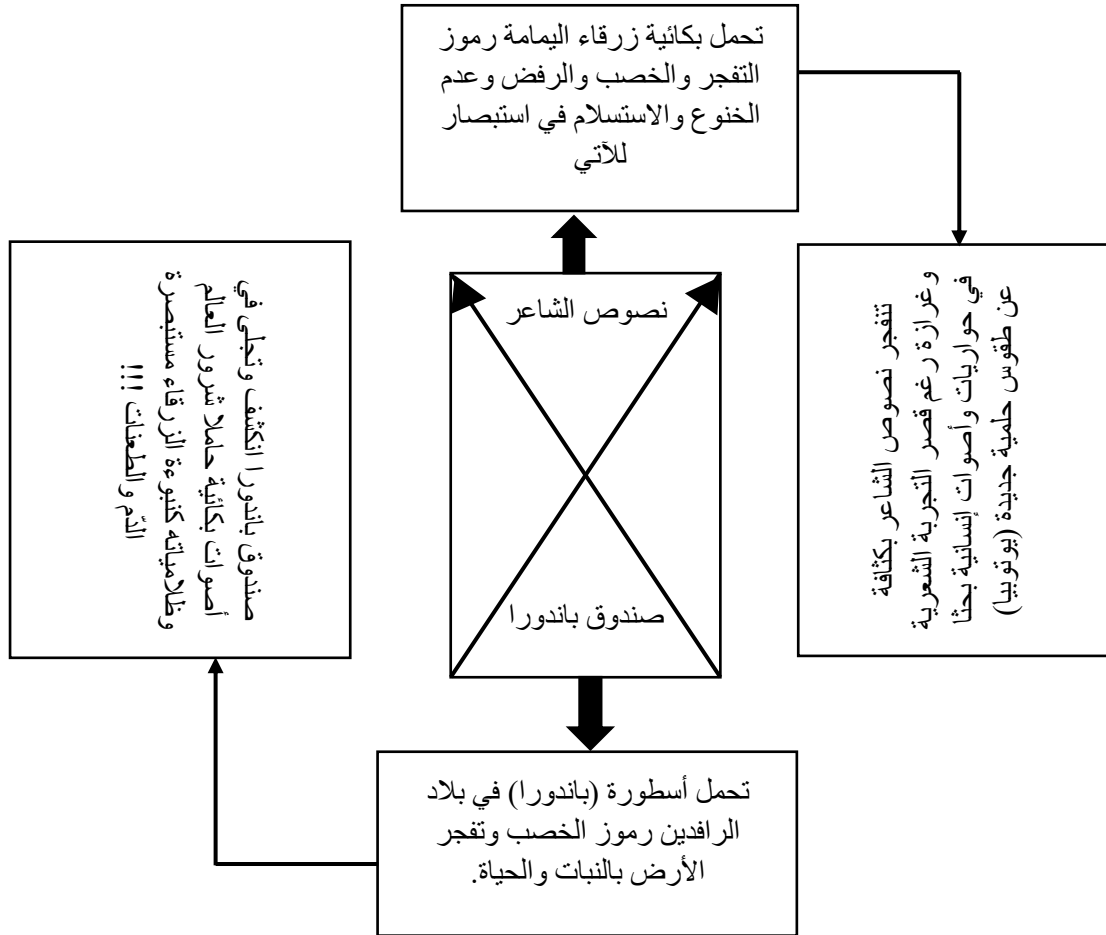 تحمل بكائية زرقاء اليمامة رموز
التفجر والخصب والرفض وعدم
الخنوع والاستسلام في استبصار
للآتي
تتفجر نصوص الشاعر بكثافة
وغرازة رغم قصر التجربة الشعرية
في حواريات وأصوات إنسانية بحثا
عن طقوس حلمية جديدة (يوتوبيا)
نصوص الشاعر
صندوق باندورا
صندوق باندورا انكشف وتجلى في
أصوات بكائية حاملا شرور العالم
وظلامياته كنبوءة الزرقاء مستبصرة
الدّم والطعنات !!!
تحمل أسطورة (باندورا) في بلاد
الرافدين رموز الخصب وتفجر
الأرض بالنبات والحياة.